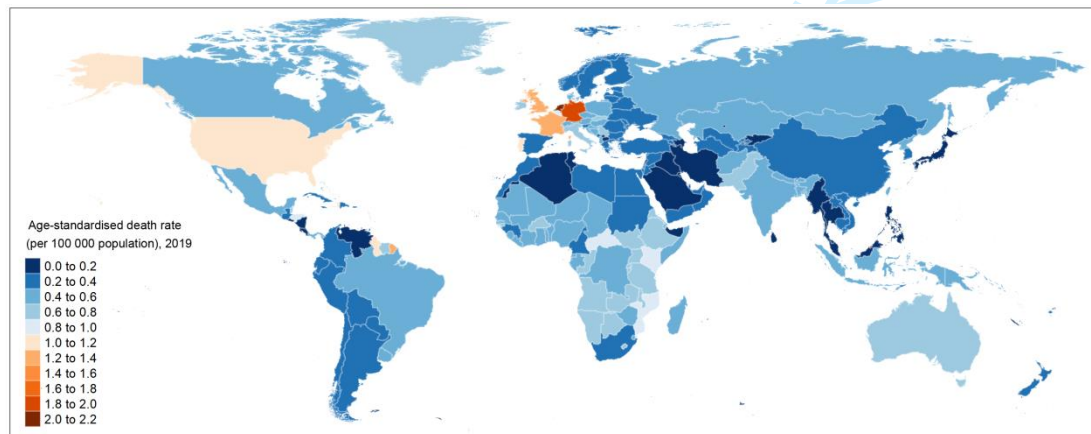 Age-standardised death rate
(per 100 000 population), 2019
0.0 to 0.2
0.2 to 0.4
0.4 to 0.6
0.6 to 0.8
0.8 to 1.0
1.0 to 1.2
1.2 to 1.4
1.4 to 1.6
1.6 to 1.8
1.8 to 2.0
2.0 to 2.2